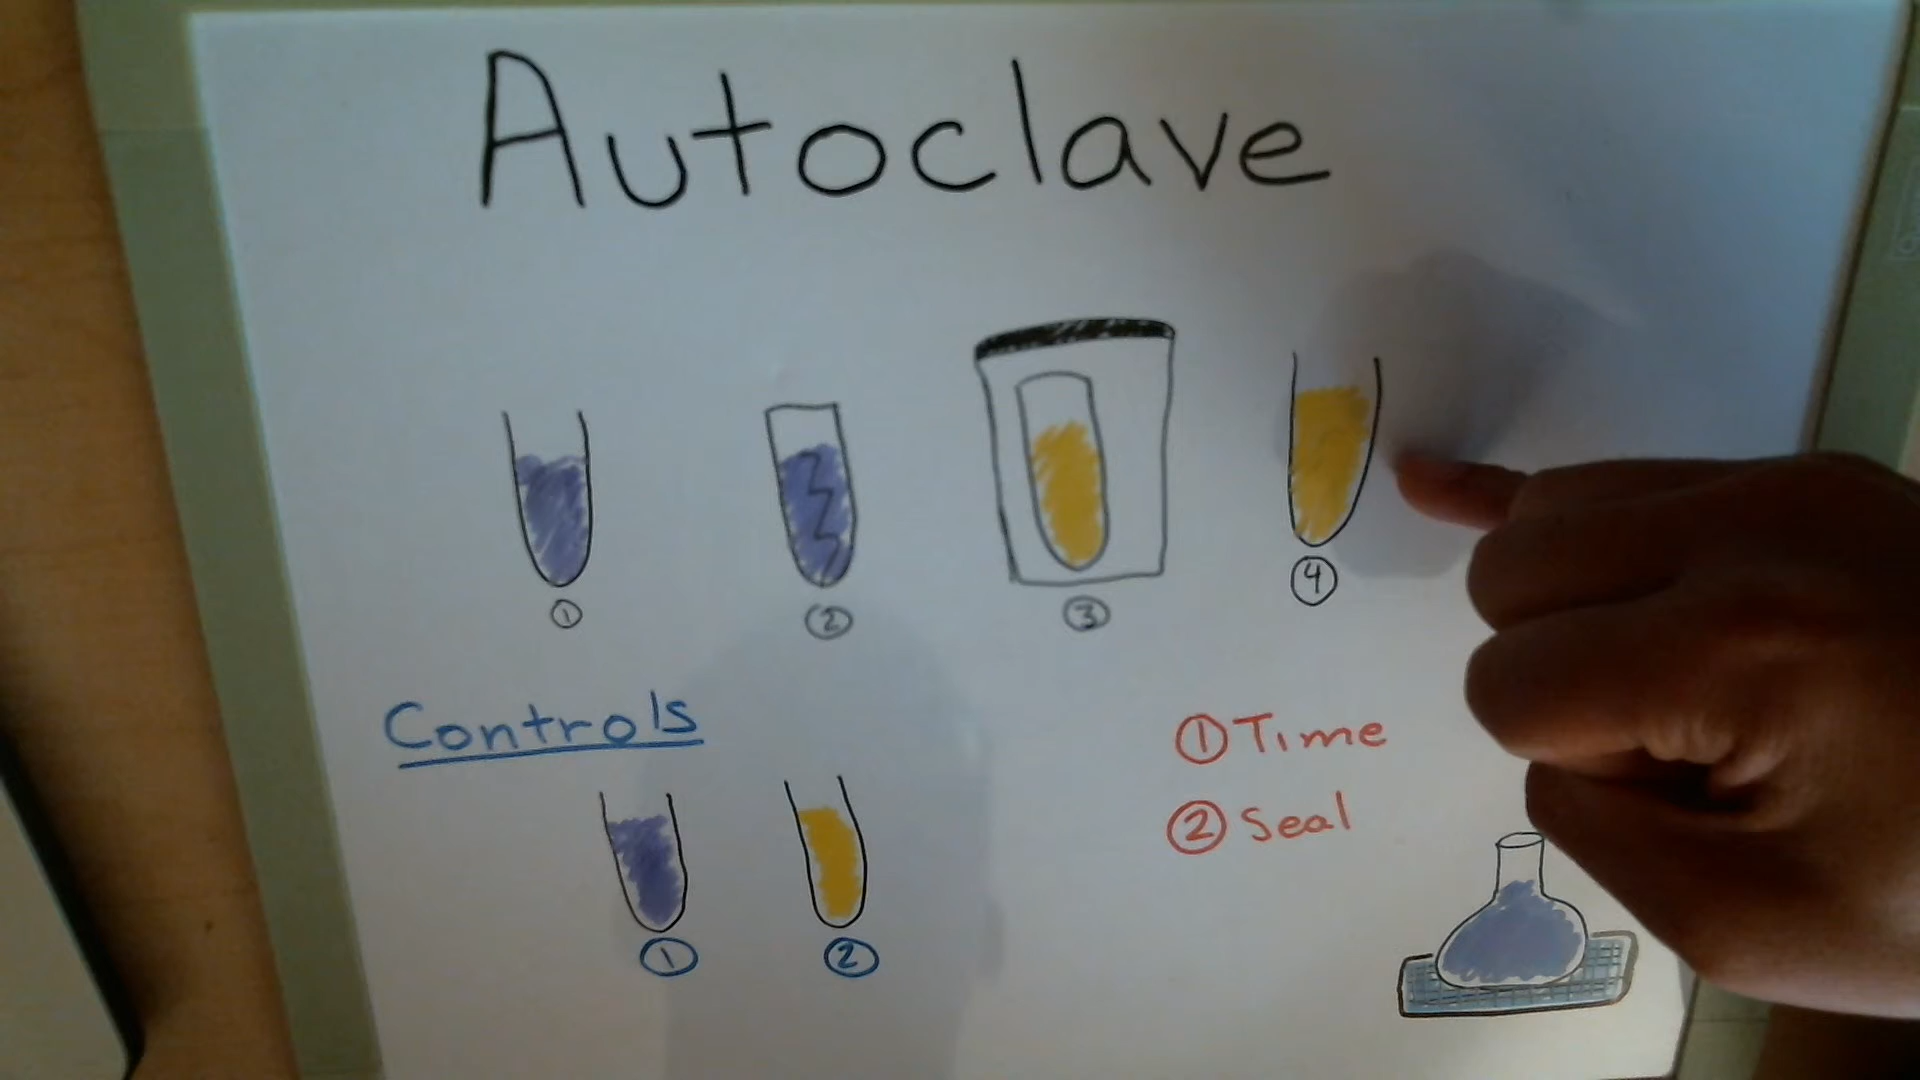 Autoclave
① ② ③ ④
Controls
① Time
② Seal
① ②